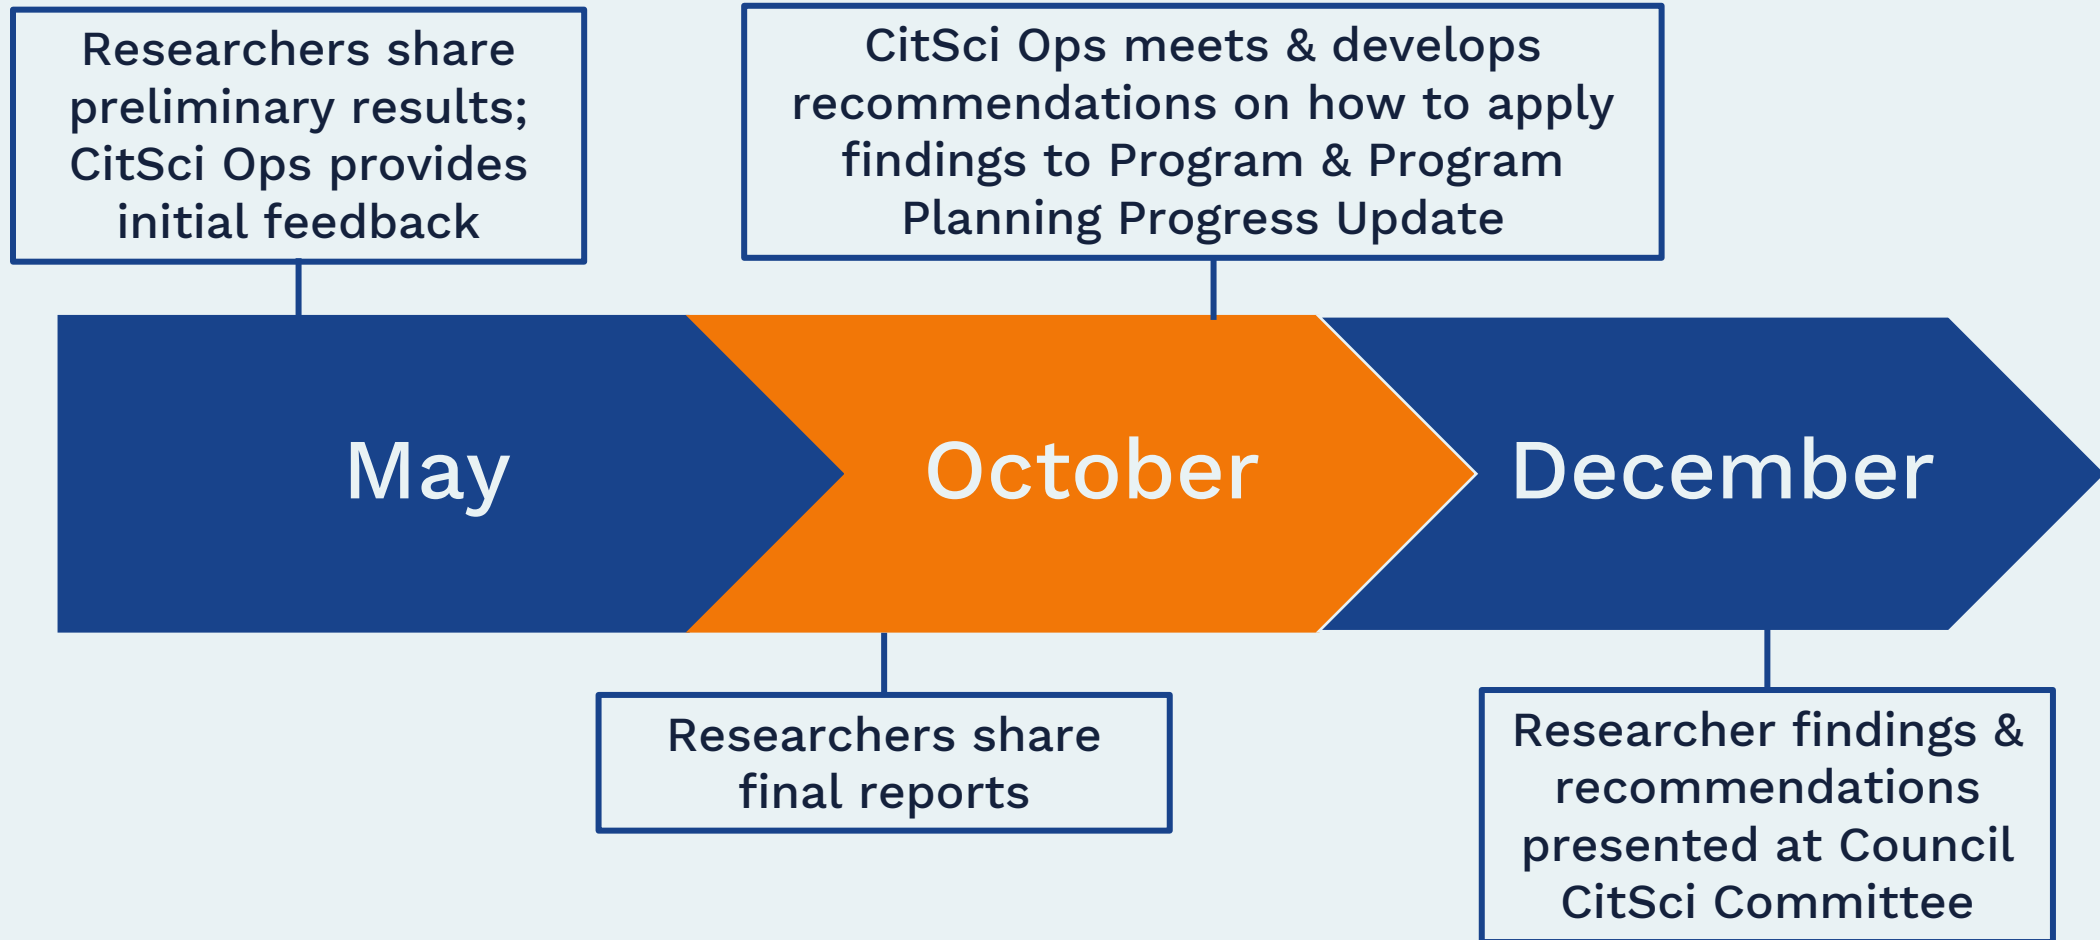 Researchers share
preliminary results;
CitSci Ops provides
initial feedback
CitSci Ops meets & develops
recommendations on how to apply
findings to Program & Program
Planning Progress Update
May
October
December
Researchers share
final reports
Researcher findings &
recommendations
presented at Council
CitSci Committee